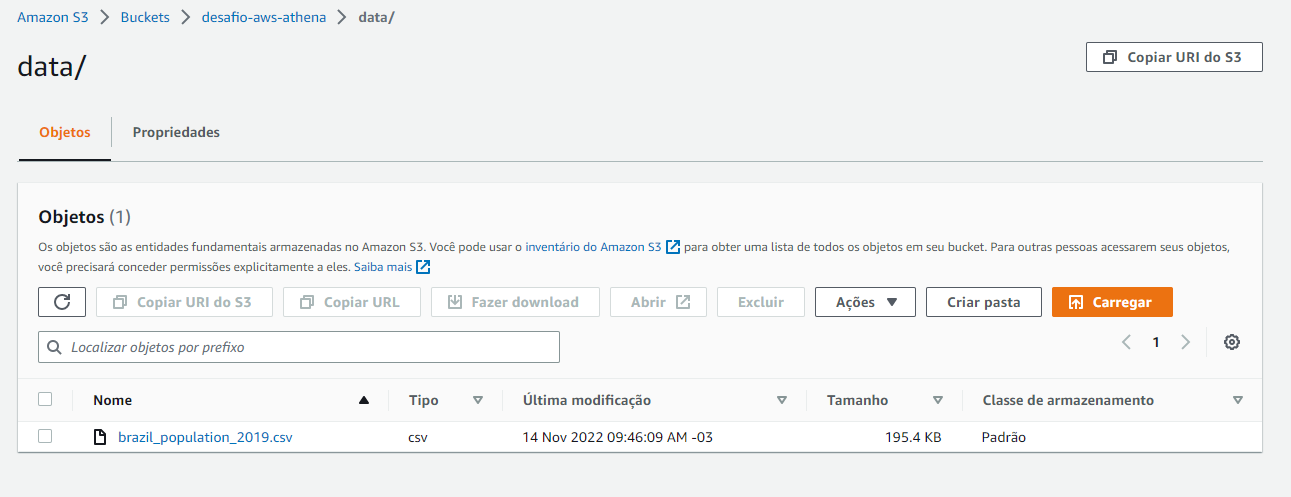 Amazon S3 > Buckets > desafio-aws-athena > data/
data/
Copiar URI do S3
Objetos
Propriedades
Objetos (1)
Os objetos são as entidades fundamentais armazenadas no Amazon S3. Você pode usar o inventário do Amazon S3 para obter uma lista de todos os objetos em seu bucket. Para outras pessoas acessarem seus objetos,
você precisará conceder permissões explicitamente a eles. Saiba mais
Copiar URI do S3 Copiar URL Fazer download Abrir Excluir Ações Criar pasta Carregar
Localizar objetos por prefixo
1
Nome Tipo Última modificação Tamanho Classe de armazenamento
brazil_population_2019.csv csv 14 Nov 2022 09:46:09 AM -03 195.4 KB Padrão